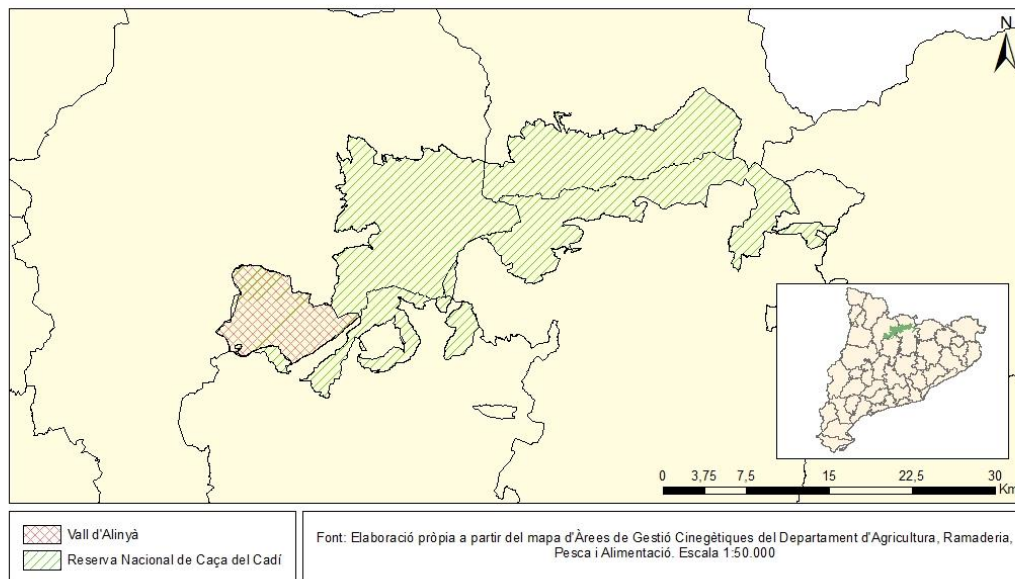 N
0 3,75 7,5 15 22,5 30
Km
Vall d'Alinyà
Reserva Nacional de Caça del Cadí
Font: Elaboració pròpia a partir del mapa d'Àrees de Gestió Cinegètiques del Departament d'Agricultura, Ramaderia,
Pesca i Alimentació. Escala 1:50.000